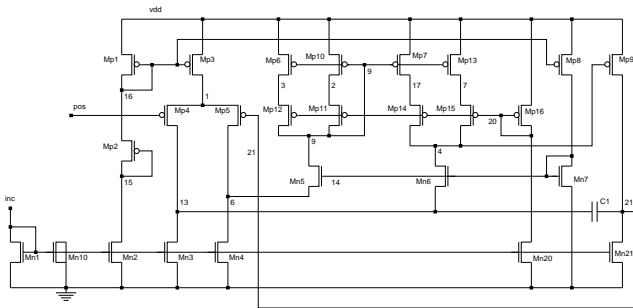 vdd
Mp1 Mp3 Mp6 Mp10 Mp7 Mp13 Mp8 Mp9
16 3 2 9 17 7
1
pos Mp4 Mp5 Mp12 Mp11 Mp14 Mp15 20 Mp16
Mp2 21 9 4
15 Mn5 14 Mn6 Mn7
inc 13 6 C1 21
Mn1 Mn10 Mn2 Mn3 Mn4 Mn20 Mn21